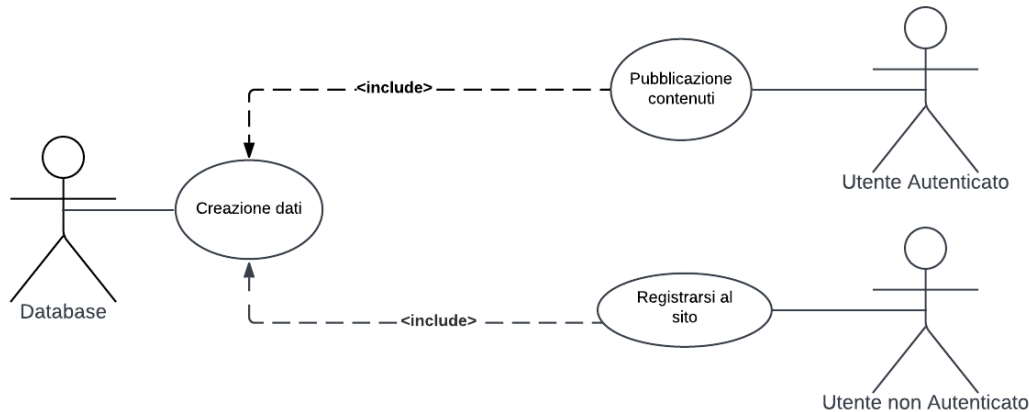 <include>
Pubblicazione
contenuti
Utente Autenticato
Creazione dati
Database
<include>
Registrarsi al
sito
Utente non Autenticato